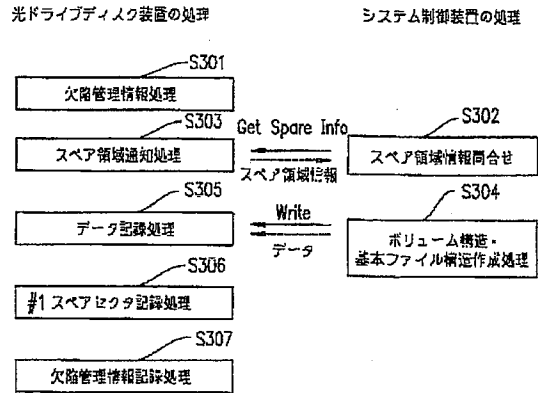 光ドライブディスク装置の処理
システム制御装置の処理
S301
欠陥管理情報処理
S303
スペア領域通知処理
Get Spare Info
スペア領域情報
S302
スペア領域情報問合せ
S305
データ記録処理
Write
データ
S304
ボリューム構造・
基本ファイル構造作成処理
S306
#1 スペアセクタ記録処理
S307
欠陥管理情報記録処理